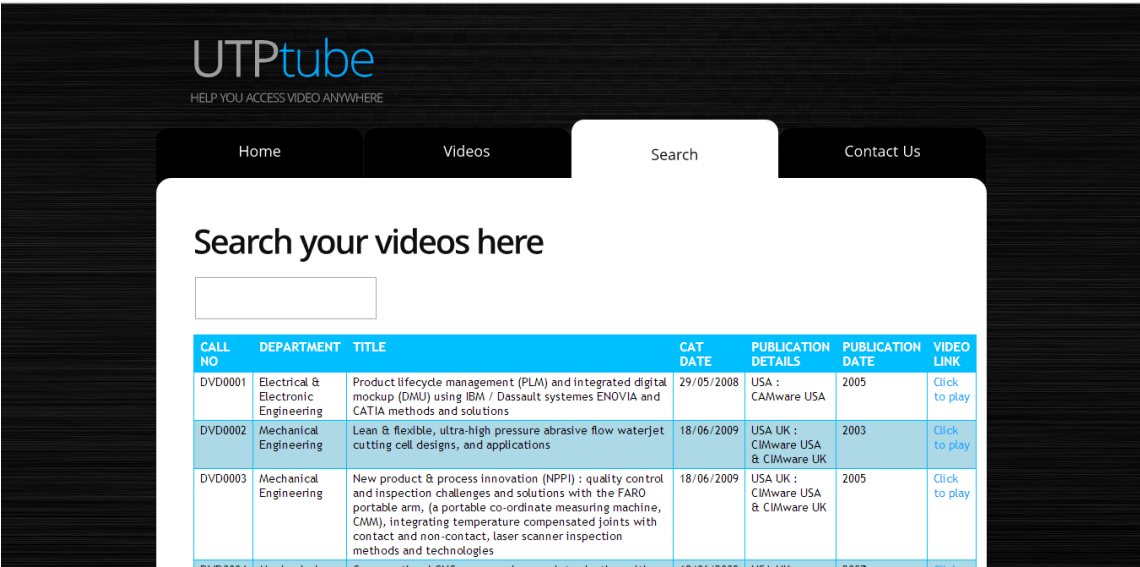 UTPtube
HELP YOU ACCESS VIDEO ANYWHERE
Home Videos Search Contact Us
Search your videos here
CALL NO DEPARTMENT TITLE CAT DATE PUBLICATION DETAILS PUBLICATION DATE VIDEO LINK
DVD0001 Electrical & Product lifecycle management (PLM) and integrated digital 29/05/2008 USA : 2005 Click
Electronic mockup (DMU) using IBM / Dassault systemes ENOVIA and CAMware USA to play
Engineering CATIA methods and solutions
DVD0002 Mechanical Lean & flexible, ultra-high pressure abrasive flow waterjet 18/06/2009 USA UK : 2003 Click
Engineering cutting cell designs, and applications CIMware USA to play
& CIMware UK
DVD0003 Mechanical New product & process innovation (NPPI) : quality control 18/06/2009 USA UK : 2005 Click
Engineering and inspection challenges and solutions with the FARO CIMware USA to play
portable arm, (a portable co-ordinate measuring machine, & CIMware UK
CMM), integrating temperature compensated joints with
contact and non-contact, laser scanner inspection
methods and technologies